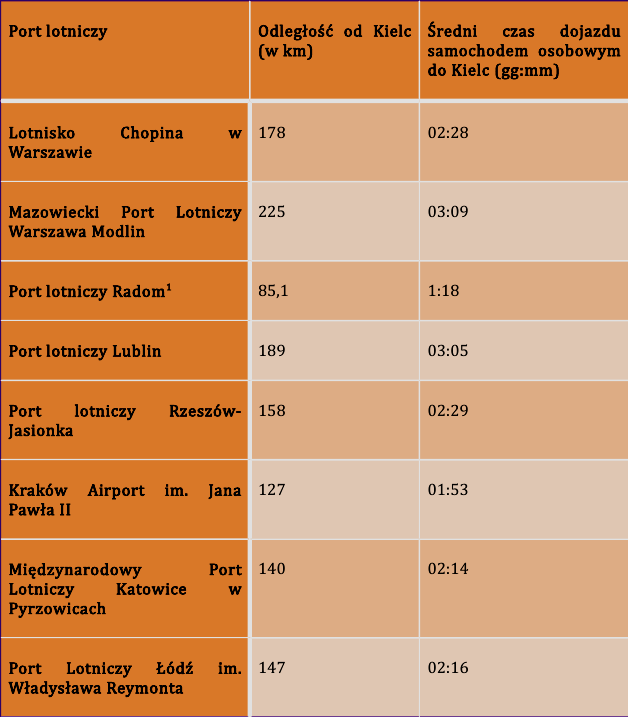 Port lotniczy
Odległość od Kielc
(w km)
Średni czas dojazdu
samochodem osobowym
do Kielc (gg:mm)
Lotnisko Chopina w
Warszawie
178
02:28
Mazowiecki Port Lotniczy
Warszawa Modlin
225
03:09
Port lotniczy Radom¹
85,1
1:18
Port lotniczy Lublin
189
03:05
Port lotniczy Rzeszów-
Jasionka
158
02:29
Kraków Airport im. Jana
Pawła II
127
01:53
Międzynarodowy Port
Lotniczy Katowice w
Pyrzowicach
140
02:14
Port Lotniczy Łódź im.
Władysława Reymonta
147
02:16